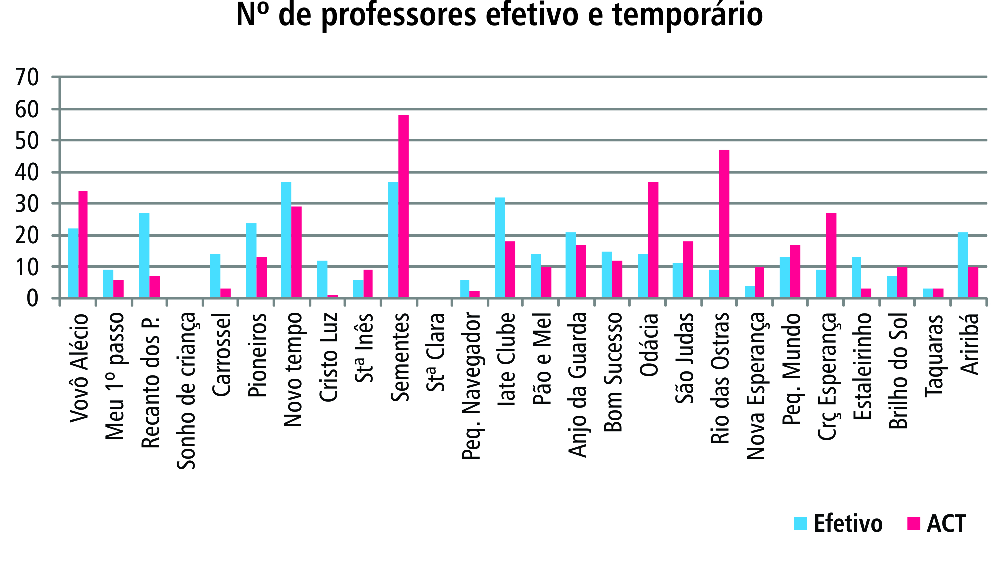 Nº de professores efetivo e temporário
70
60
50
40
30
20
10
0
Vovô Alécio
Meu 1º passo
Recanto dos P.
Sonho de criança
Carrossel
Pioneiros
Novo tempo
Cristo Luz
Stª Inês
Sementes
Stª Clara
Peq. Navegador
Iate Clube
Pão e Mel
Anjo da Guarda
Bom Sucesso
Odácia
São Judas
Rio das Ostras
Nova Esperança
Peq. Mundo
Crç Esperança
Estaleirinho
Brilho do Sol
Taquaras
Ariribá
Efetivo
ACT